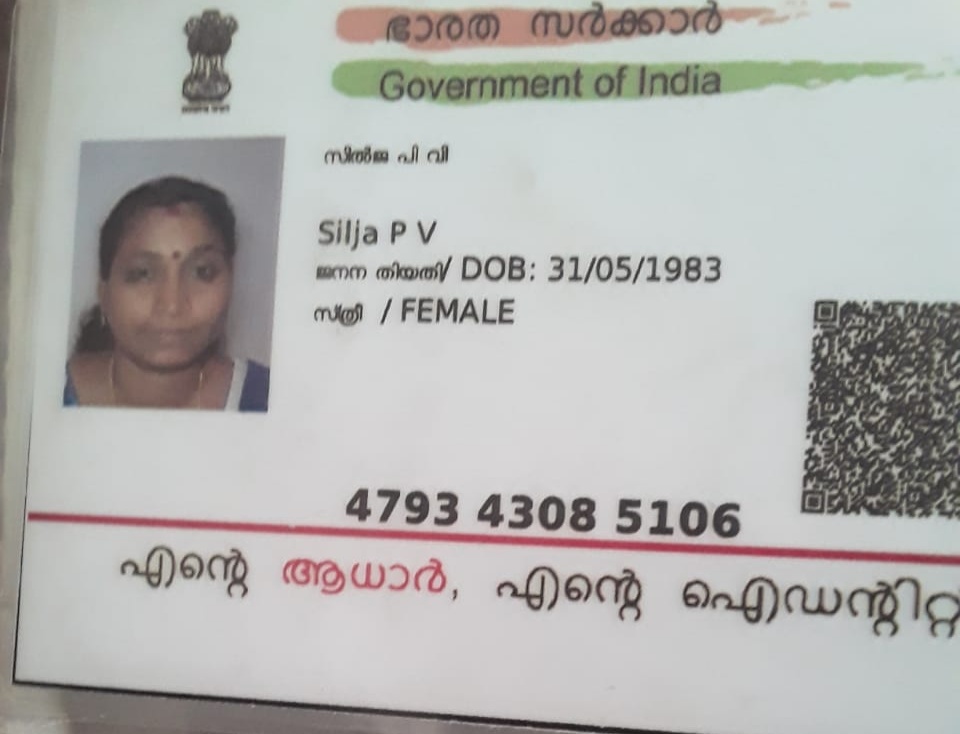 ഭാരത സർക്കാർ
Government of India
സിൽജ പി വി
Silja P V
ജനന തിയതി/ DOB: 31/05/1983
സ്ത്രീ / FEMALE
4793 4308 5106
എന്റെ ആധാർ, എന്റെ ഐഡന്റിറ്റ